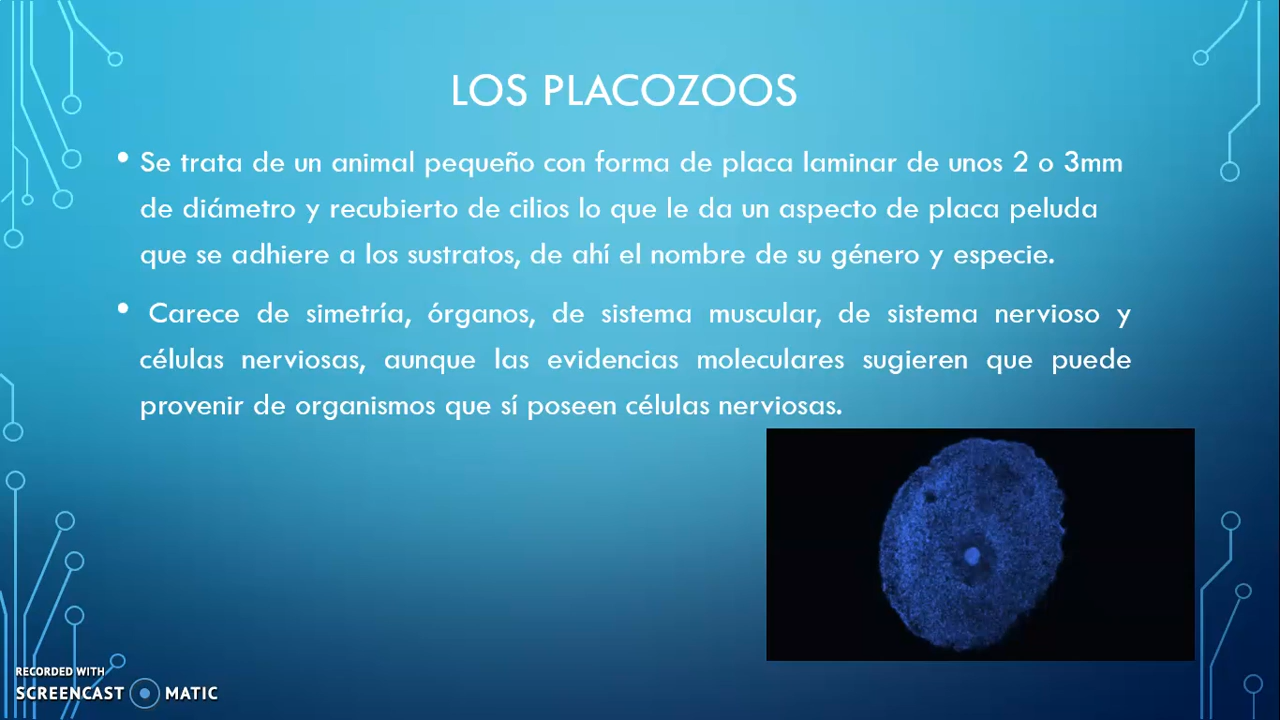 LOS PLACOZOOS
• Se trata de un animal pequeño con forma de placa laminar de unos 2 o 3mm
de diámetro y recubierto de cilios lo que le da un aspecto de placa peluda
que se adhiere a los sustratos, de ahí el nombre de su género y especie.
• Carece de simetría, órganos, de sistema muscular, de sistema nervioso y
células nerviosas, aunque las evidencias moleculares sugieren que puede
provenir de organismos que sí poseen células nerviosas.
RECORDED WITH
SCREENCAST MATIC